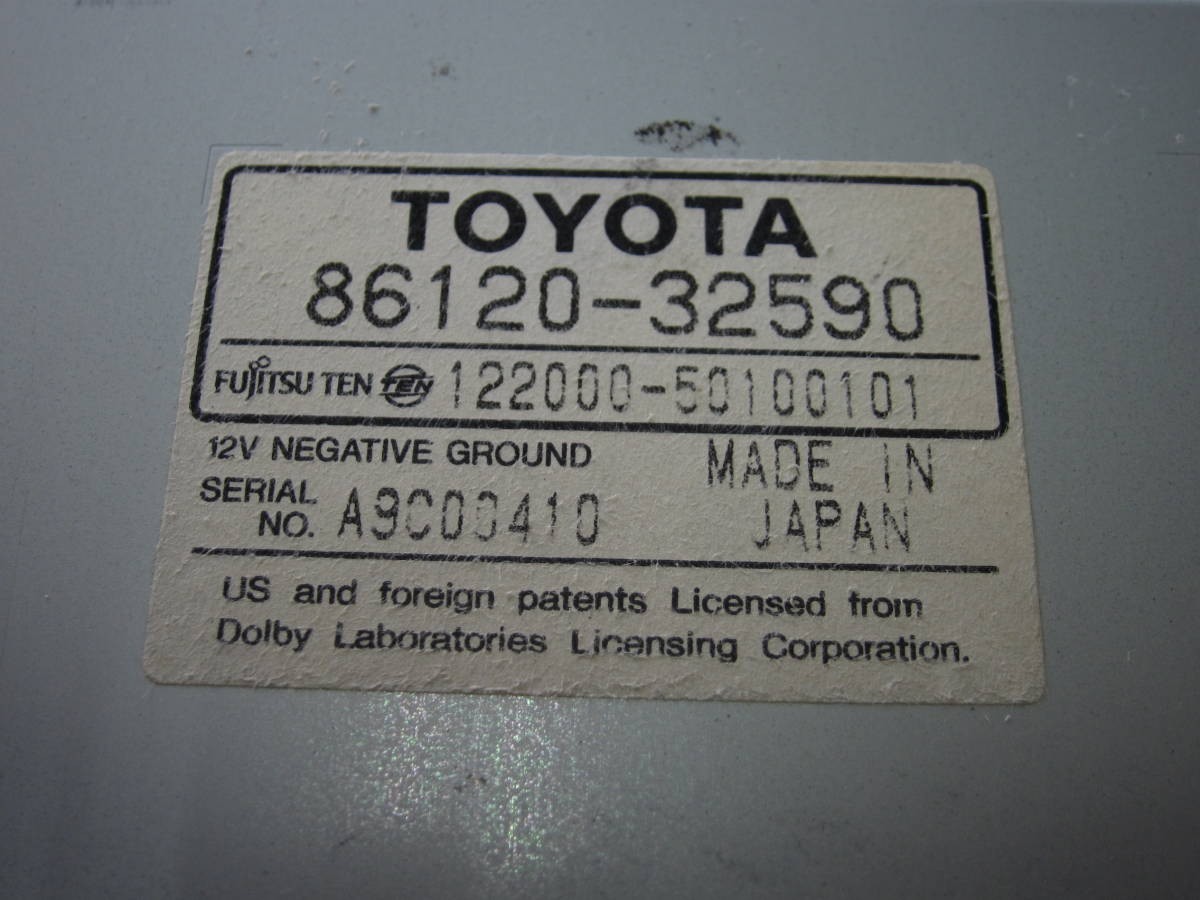 TOYOTA
86120-32590
FUJITSU TEN TEN 122000-50100101
12V NEGATIVE GROUND
MADE IN
JAPAN
SERIAL
NO. A9C00410
US and foreign patents Licensed from
Dolby Laboratories Licensing Corporation.